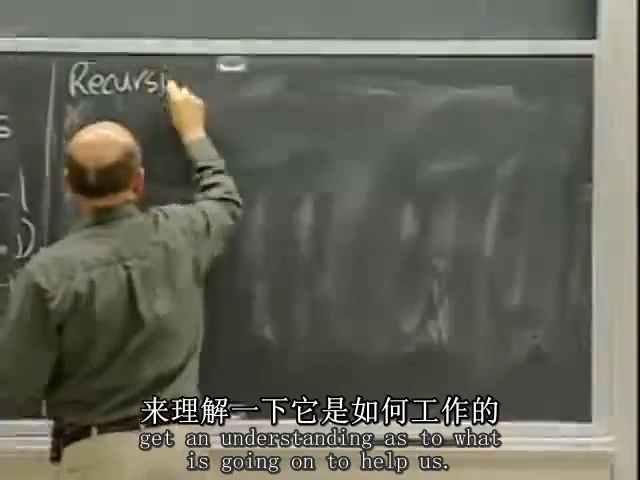 Recursi
S
D
来理解一下它是如何工作的
get an understanding as to what
is going on to help us.